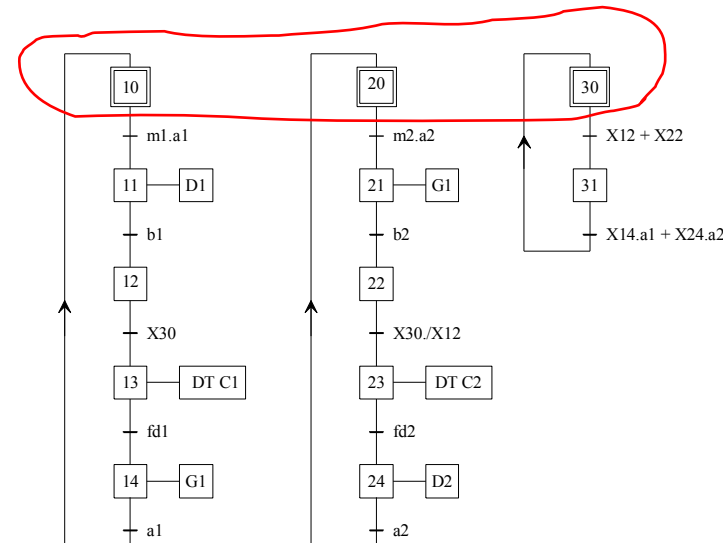 10 20 30
m1.a1 m2.a2 X12 + X22
11 D1 21 G1 31
b1 b2 X14.a1 + X24.a2
12 22
X30 X30./X12
13 DT C1 23 DT C2
fd1 fd2
14 G1 24 D2
a1 a2